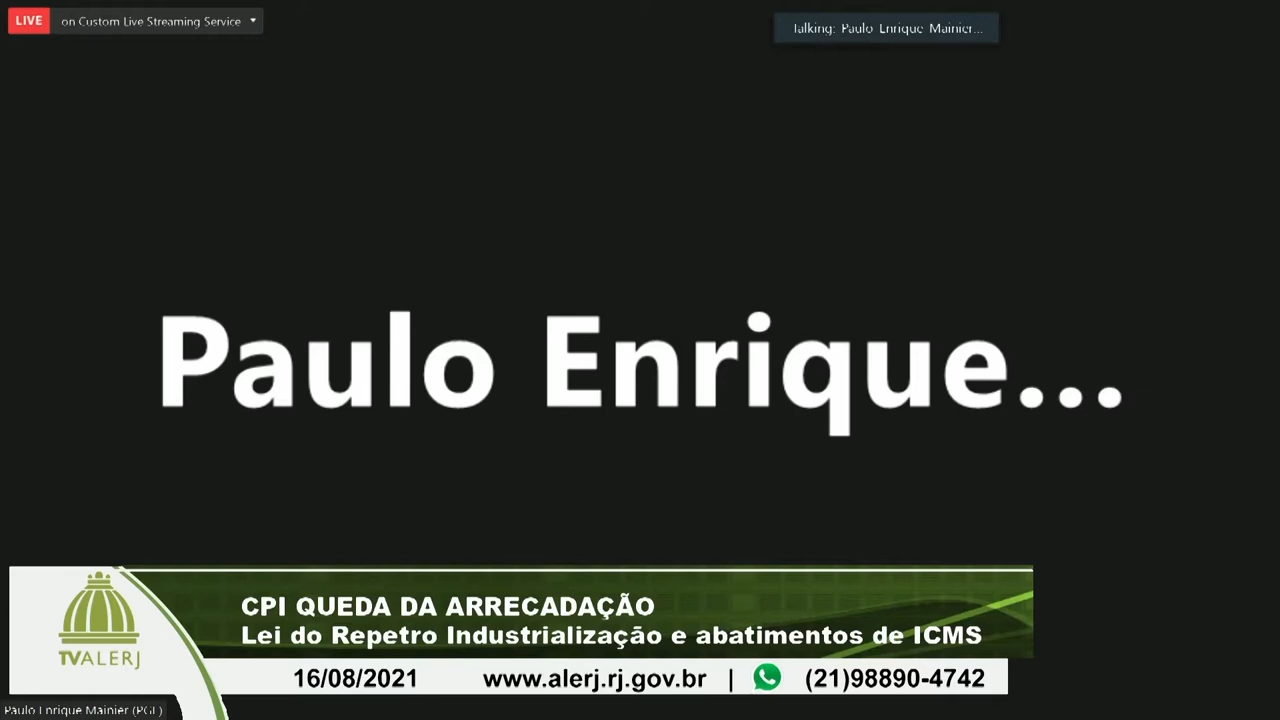 LIVE on Custom Live Streaming Service
Talking: Paulo Enrique Mainier...
Paulo Enrique...
CPI QUEDA DA ARRECADAÇÃO
Lei do Repetro Industrialização e abatimentos de ICMS
TVALERJ
16/08/2021 www.alerj.rj.gov.br | (21)98890-4742
Paulo Enrique Mainier (PGE)